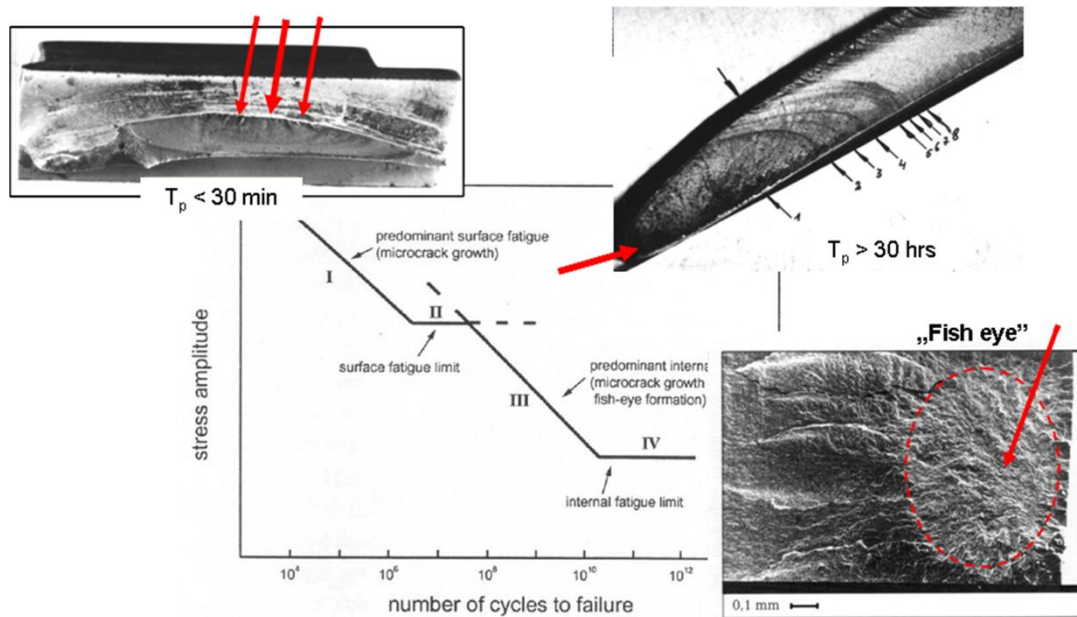 T_p < 30 min
T_p > 30 hrs
1
2
3
4
5
6
7
8
predominant surface fatigue
(microcrack growth)
I
II
surface fatigue limit
„Fish eye”
predominant interna
(microcrack growth
fish-eye formation)
III
IV
internal fatigue limit
stress amplitude
10^4
10^6
10^8
10^10
10^12
number of cycles to failure
0,1 mm